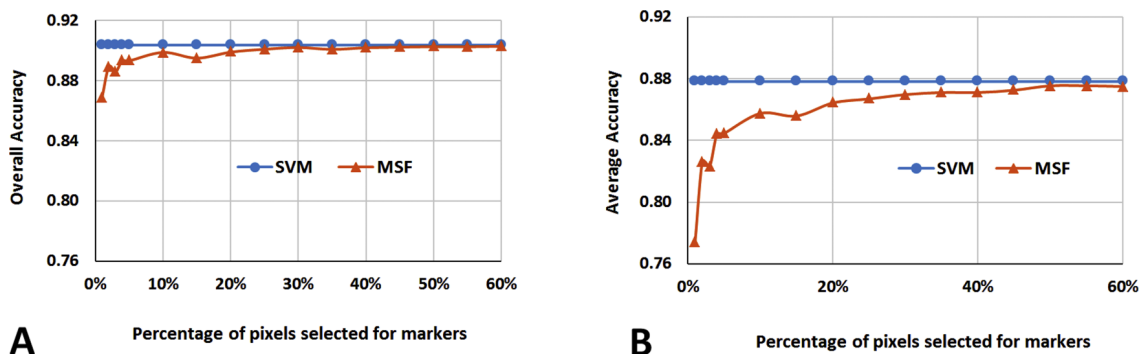 0.92
0.88
0.84
0.80
0.76
Overall Accuracy
SVM MSF
0% 10% 20% 30% 40% 50% 60%
Percentage of pixels selected for markers
A
0.92
0.88
0.84
0.80
0.76
Average Accuracy
SVM MSF
0% 20% 40% 60%
Percentage of pixels selected for markers
B